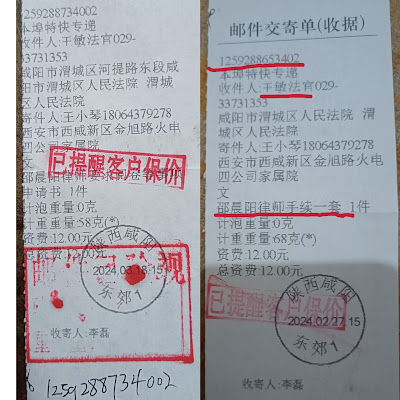 1259288734002
本埠特快专递
收件人:王敏法官029-
33731353
咸阳市渭城区河提路东段咸
阳市渭城区人民法院 渭城
区人民法院
寄件人:王小琴18064379278
西安市西咸新区金旭路火电
四公司家属院
文
已提醒客户保价
申请书 1件
计泡重量:0克
计重重量:58克(*)
资费:12.00元
总资费:12.00元
陕西咸阳
2024.03.18 15
东郊1
收寄人:李磊
1259288734002
邮件交寄单(收据)
1259288653402
本埠特快专递
收件人:王敏法官029-
33731353
咸阳市渭城区人民法院 渭
城区人民法院
寄件人:王小琴18064379278
西安市西咸新区金旭路火电
四公司家属院
文
邵晨阳律师手续一套 1件
计泡重量:0克
计重重量:68克(*)
资费:12.00元
总资费:12.00元
已提醒客户保价
陕西咸阳
2024.02.27 15
东郊1
收寄人:李磊